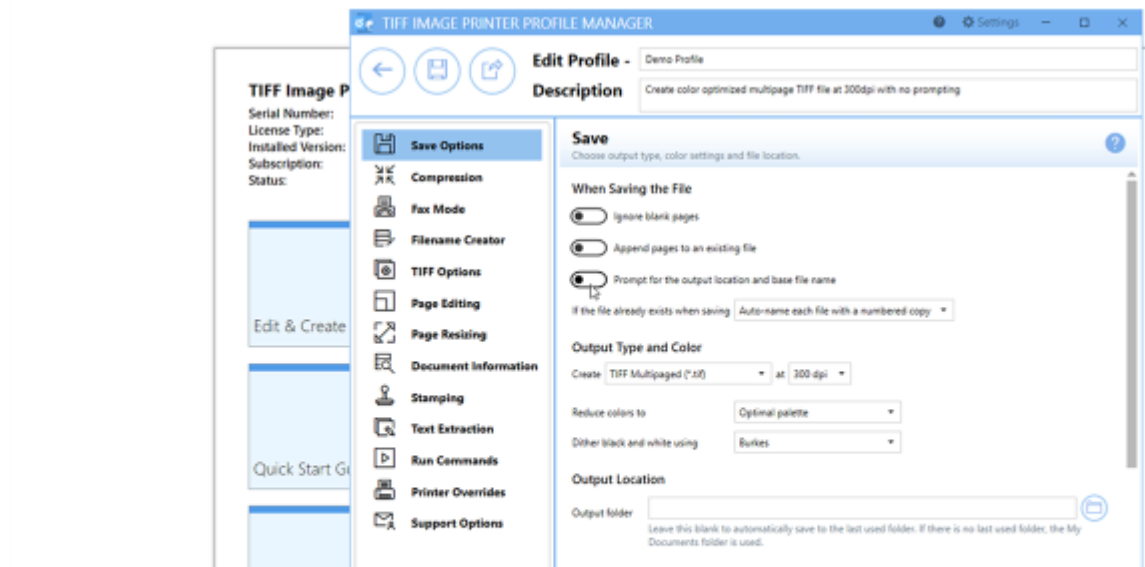 TIFF IMAGE PRINTER PROFILE MANAGER
Settings
Edit Profile - Demo Profile
Description Create color optimized multipage TIFF file at 300dpi with no prompting
TIFF Image P
Serial Number:
License Type:
Installed Version:
Subscription:
Status:
Edit & Create
Quick Start Gu
Save Options
Compression
Fax Mode
Filename Creator
TIFF Options
Page Editing
Page Resizing
Document Information
Stamping
Text Extraction
Run Commands
Printer Overrides
Support Options
Save
Choose output type, color settings and file location.
When Saving the File
Ignore blank pages
Append pages to an existing file
Prompt for the output location and base file name
If the file already exists when saving Auto-name each file with a numbered copy
Output Type and Color
Create TIFF Multipaged (*.tif) at 300 dpi
Reduce colors to Optimal palette
Dither black and white using Burkes
Output Location
Output folder
Leave this blank to automatically save to the last used folder. If there is no last used folder, the My
Documents folder is used.